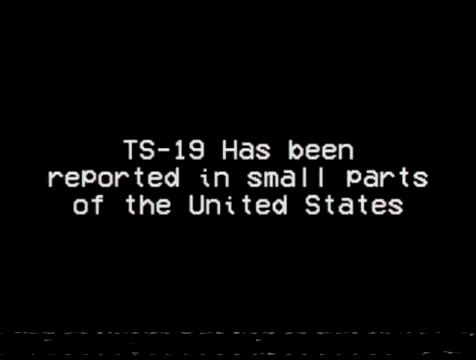 TS-19 Has been
reported in small parts
of the United States